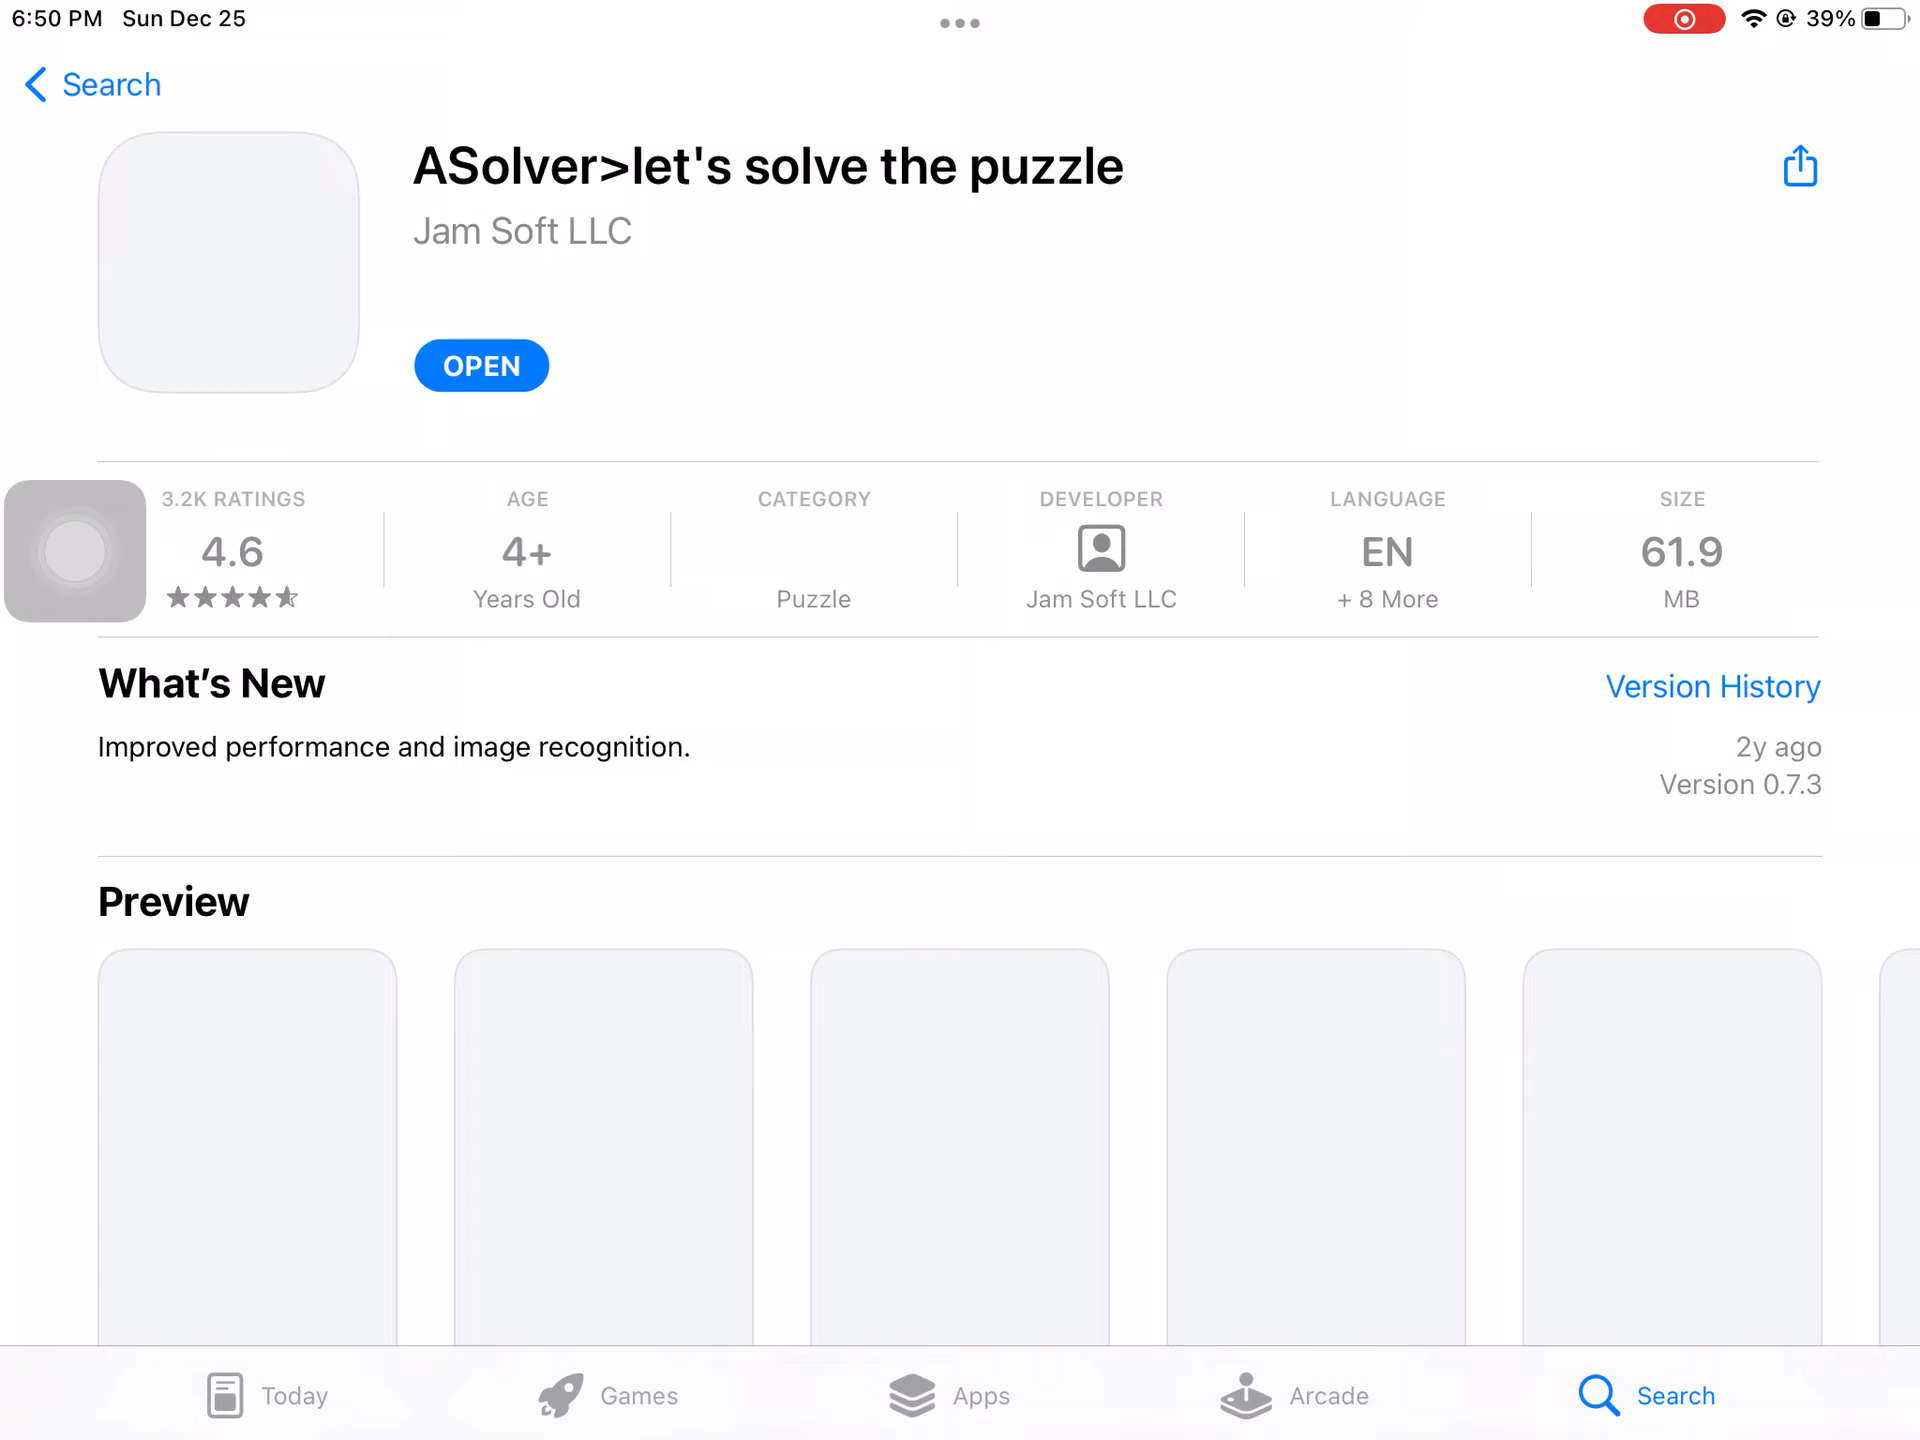 6:50 PM Sun Dec 25
39%
Search
ASolver>let's solve the puzzle
Jam Soft LLC
OPEN
3.2K RATINGS
4.6
AGE
4+
Years Old
CATEGORY
Puzzle
DEVELOPER
Jam Soft LLC
LANGUAGE
EN
+ 8 More
SIZE
61.9
MB
What's New
Version History
Improved performance and image recognition.
2y ago
Version 0.7.3
Preview
Today
Games
Apps
Arcade
Search